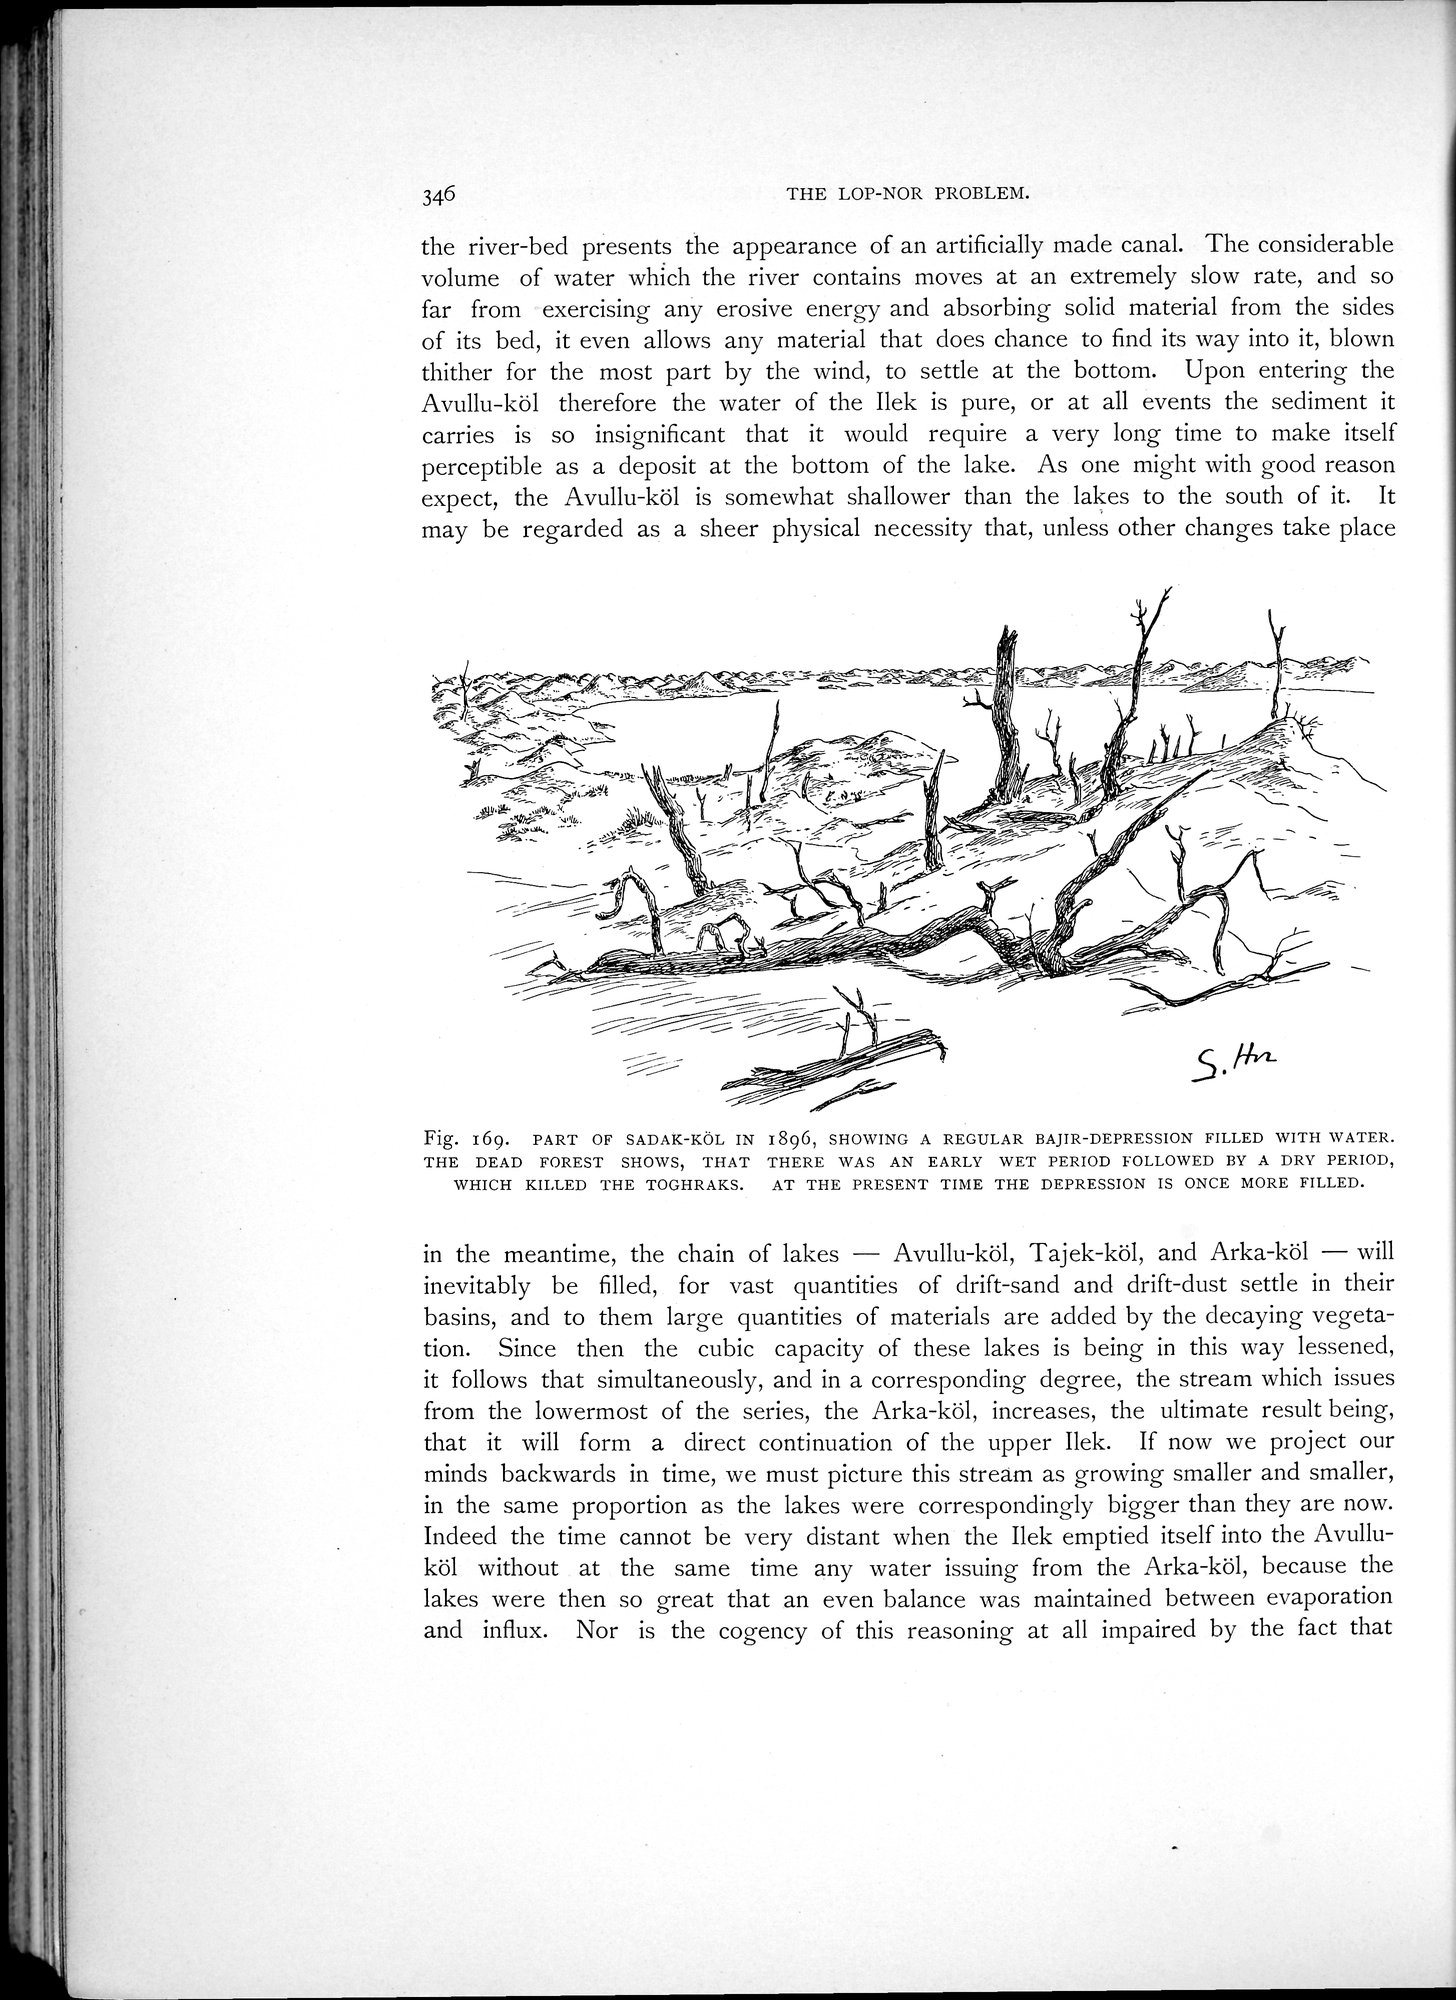 346 THE LOP-NOR PROBLEM.
the river-bed presents the appearance of an artificially made canal. The considerable
volume of water which the river contains moves at an extremely slow rate, and so
far from exercising any erosive energy and absorbing solid material from the sides
of its bed, it even allows any material that does chance to find its way into it, blown
thither for the most part by the wind, to settle at the bottom. Upon entering the
Avullu-köl therefore the water of the Ilek is pure, or at all events the sediment it
carries is so insignificant that it would require a very long time to make itself
perceptible as a deposit at the bottom of the lake. As one might with good reason
expect, the Avullu-köl is somewhat shallower than the lakes to the south of it. It
may be regarded as a sheer physical necessity that, unless other changes take place
Fig. 169. PART OF SADAK-KÖL IN 1896, SHOWING A REGULAR BAJIR-DEPRESSION FILLED WITH WATER.
THE DEAD FOREST SHOWS, THAT THERE WAS AN EARLY WET PERIOD FOLLOWED BY A DRY PERIOD,
WHICH KILLED THE TOGHRAKS. AT THE PRESENT TIME THE DEPRESSION IS ONCE MORE FILLED.
in the meantime, the chain of lakes — Avullu-köl, Tajek-köl, and Arka-köl — will
inevitably be filled, for vast quantities of drift-sand and drift-dust settle in their
basins, and to them large quantities of materials are added by the decaying vegeta-
tion. Since then the cubic capacity of these lakes is being in this way lessened,
it follows that simultaneously, and in a corresponding degree, the stream which issues
from the lowermost of the series, the Arka-köl, increases, the ultimate result being,
that it will form a direct continuation of the upper Ilek. If now we project our
minds backwards in time, we must picture this stream as growing smaller and smaller,
in the same proportion as the lakes were correspondingly bigger than they are now.
Indeed the time cannot be very distant when the Ilek emptied itself into the Avullu-
köl without at the same time any water issuing from the Arka-köl, because the
lakes were then so great that an even balance was maintained between evaporation
and influx. Nor is the cogency of this reasoning at all impaired by the fact that